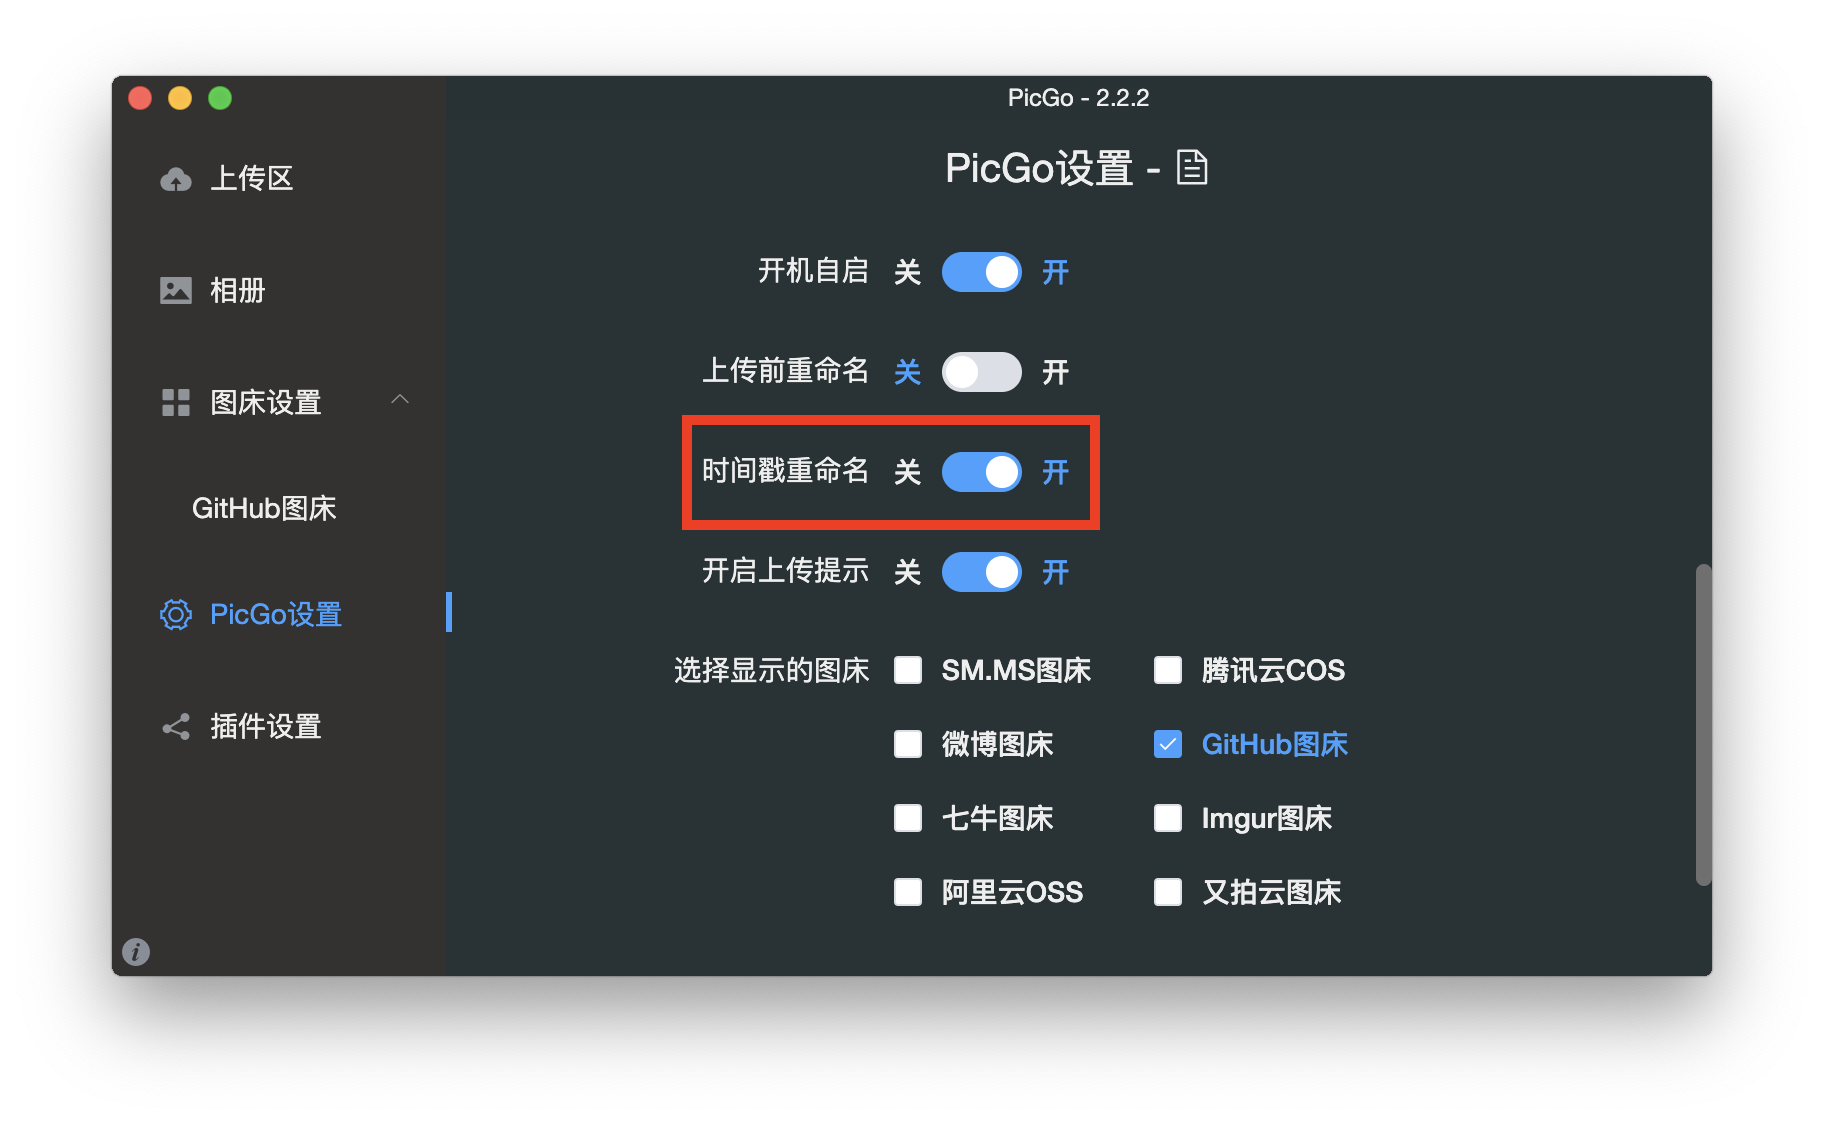 PicGo - 2.2.2
上传区
相册
图床设置
GitHub图床
PicGo设置
插件设置
PicGo设置 -
开机自启 关 开
上传前重命名 关 开
时间戳重命名 关 开
开启上传提示 关 开
选择显示的图床 SM.MS图床 腾讯云COS
微博图床 GitHub图床
七牛图床 Imgur图床
阿里云OSS 又拍云图床